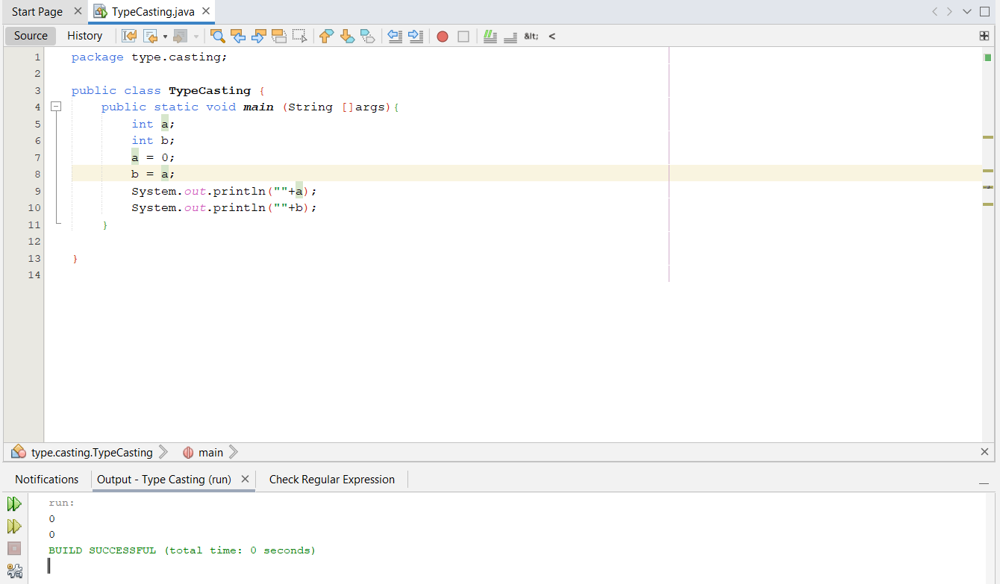 Start Page TypeCasting.java
Source History &lt; <
1 package type.casting;
2
3 public class TypeCasting {
4 public static void main (String []args){
5 int a;
6 int b;
7 a = 0;
8 b = a;
9 System.out.println(""+a);
10 System.out.println(""+b);
11 }
12
13 }
14
type.casting.TypeCasting main
Notifications Output - Type Casting (run) Check Regular Expression
run:
0
0
BUILD SUCCESSFUL (total time: 0 seconds)